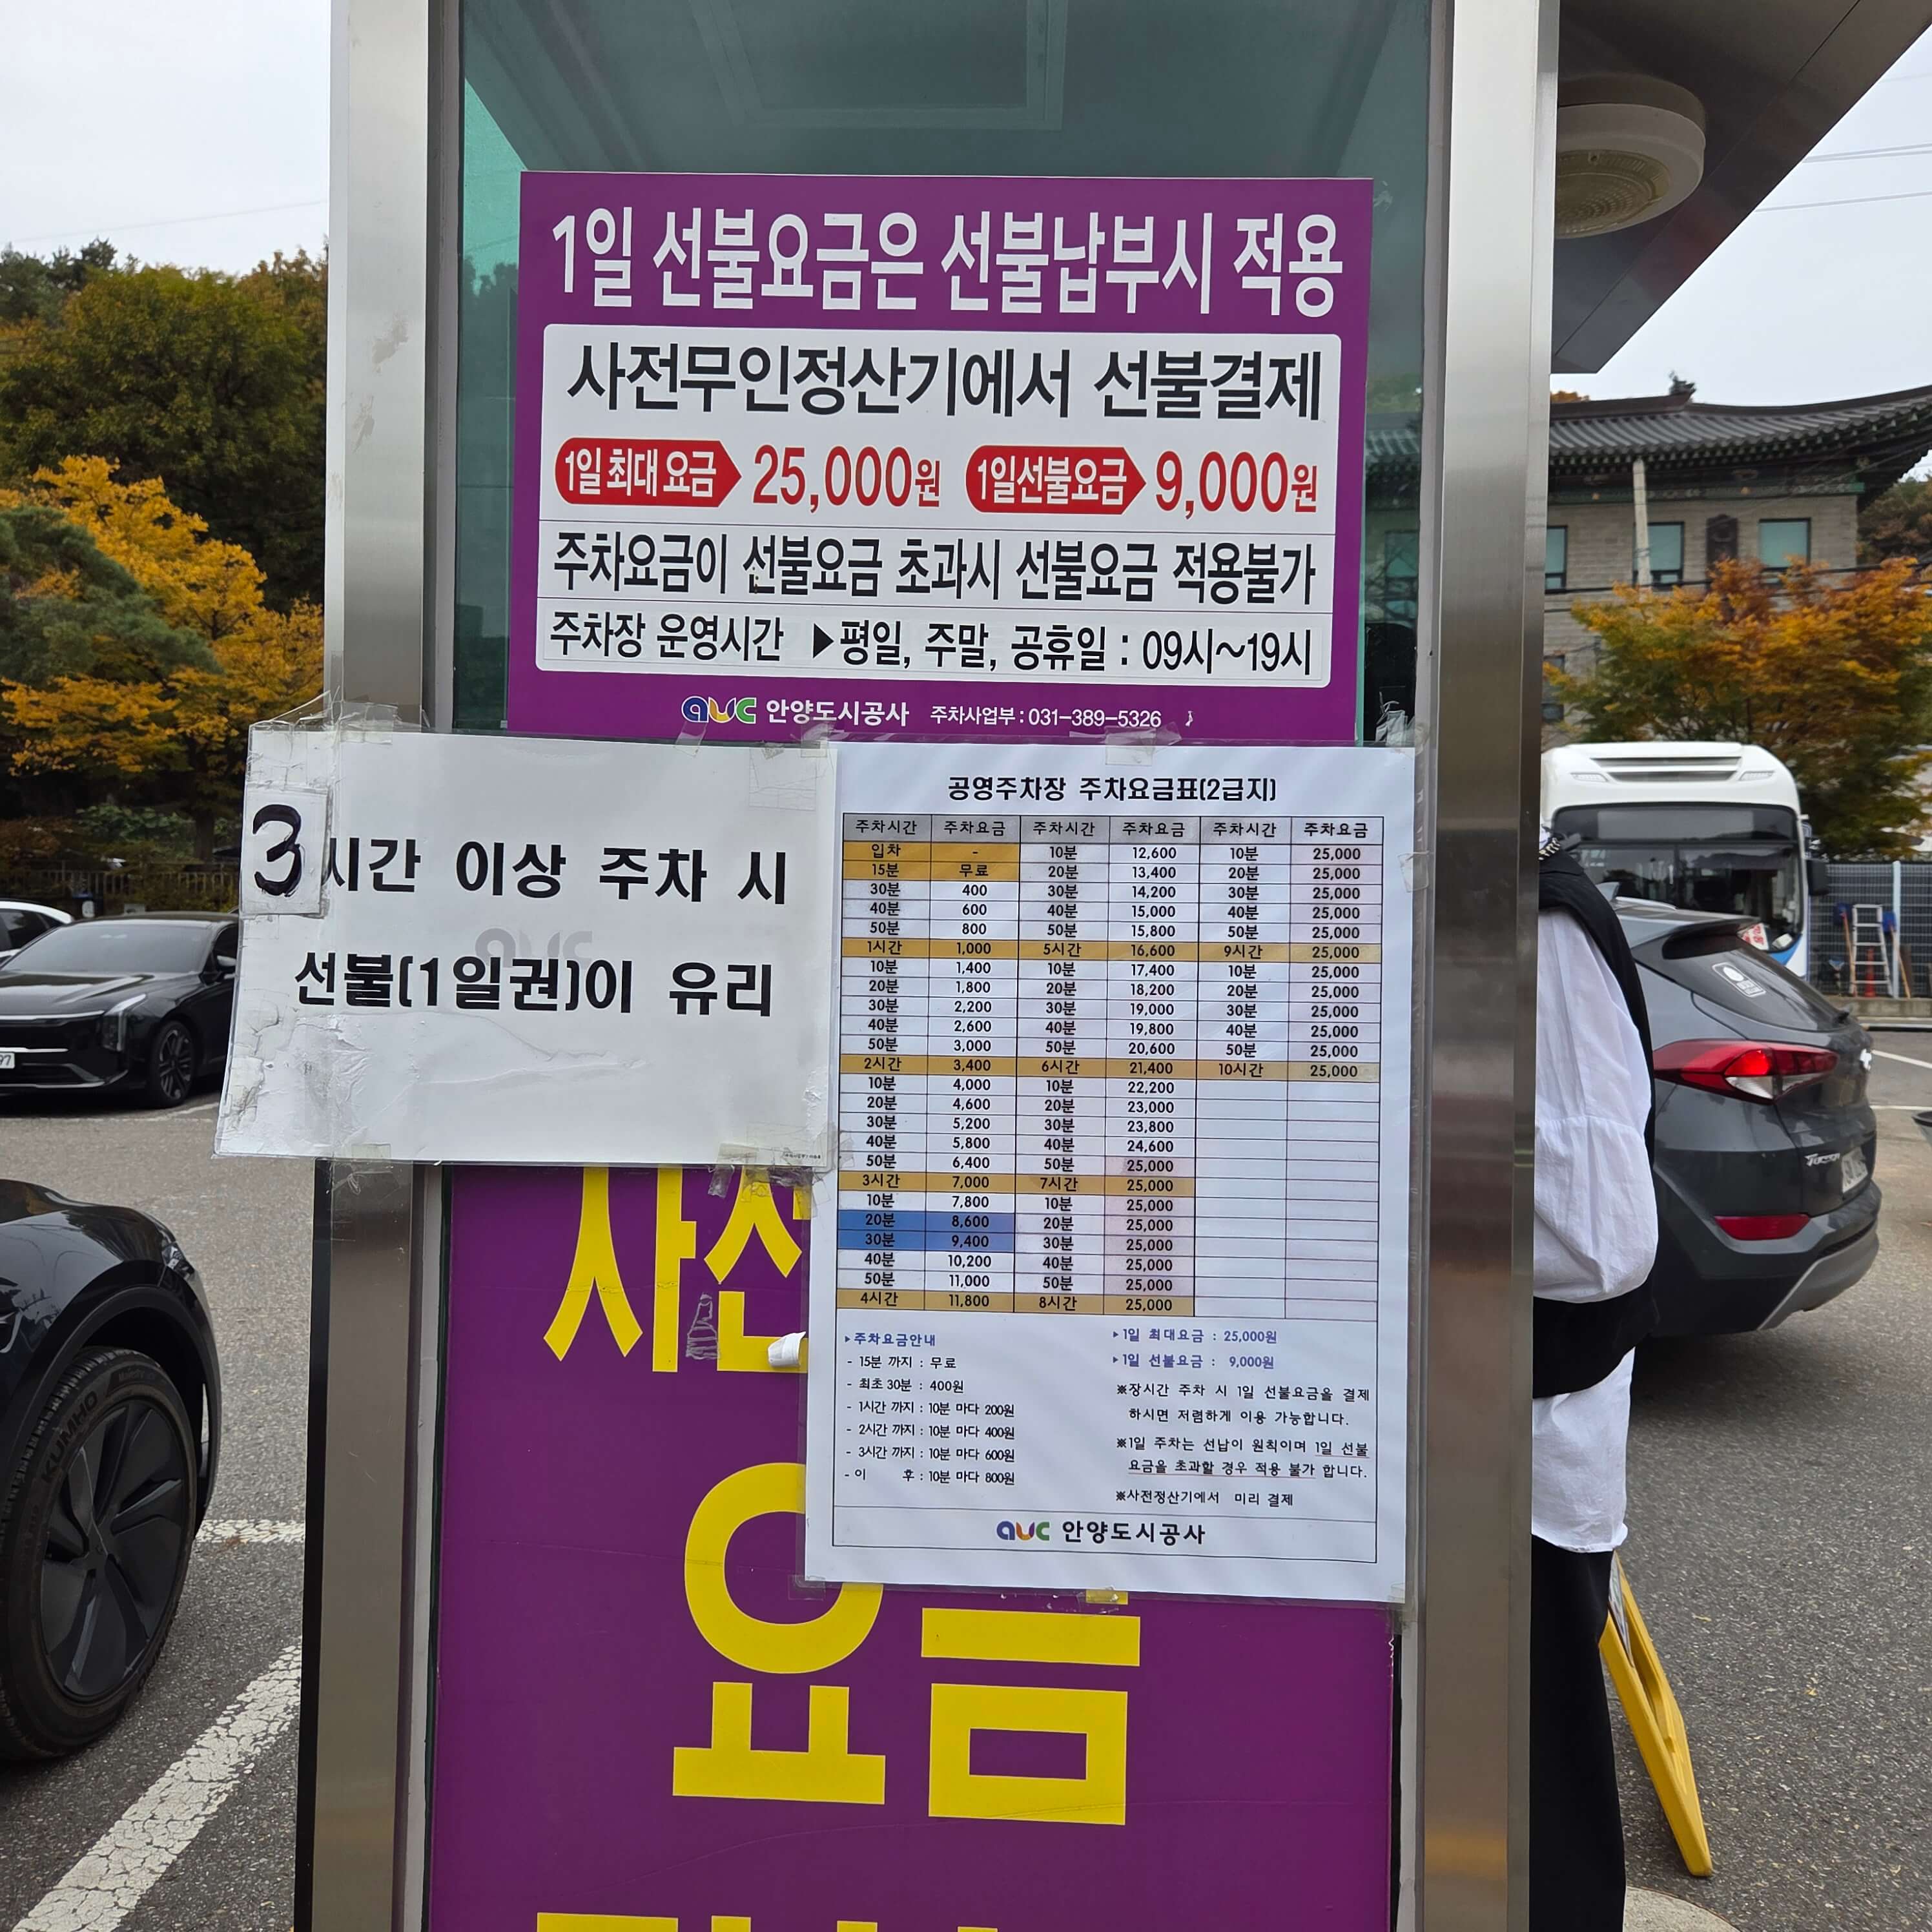 1일 선불요금은 선불납부시 적용
사전무인정산기에서 선불결제
1일 최대 요금 25,000원 1일선불요금 9,000원
주차요금이 선불요금 초과시 선불요금 적용불가
주차장 운영시간 ▶평일, 주말, 공휴일 : 09시~19시
auc 안양도시공사 주차사업부 : 031-389-5326
3시간 이상 주차 시
선불(1일권)이 유리
공영주차장 주차요금표(2급지)
주차시간 주차요금 주차시간 주차요금 주차시간 주차요금
입차 - 10분 12,600 10분 25,000
15분 무료 20분 13,400 20분 25,000
30분 400 30분 14,200 30분 25,000
40분 600 40분 15,000 40분 25,000
50분 800 50분 15,800 50분 25,000
1시간 1,000 5시간 16,600 9시간 25,000
10분 1,400 10분 17,400 10분 25,000
20분 1,800 20분 18,200 20분 25,000
30분 2,200 30분 19,000 30분 25,000
40분 2,600 40분 19,800 40분 25,000
50분 3,000 50분 20,600 50분 25,000
2시간 3,400 6시간 21,400 10시간 25,000
10분 4,000 10분 22,200
20분 4,600 20분 23,000
30분 5,200 30분 23,800
40분 5,800 40분 24,600
50분 6,400 50분 25,000
3시간 7,000 7시간 25,000
10분 7,800 10분 25,000
20분 8,600 20분 25,000
30분 9,400 30분 25,000
40분 10,200 40분 25,000
50분 11,000 50분 25,000
4시간 11,800 8시간 25,000
▸주차요금안내
- 15분 까지 : 무료
- 최초 30분 : 400원
- 1시간 까지 : 10분 마다 200원
- 2시간 까지 : 10분 마다 400원
- 3시간 까지 : 10분 마다 600원
- 이 후 : 10분 마다 800원
▸1일 최대요금 : 25,000원
▸1일 선불요금 : 9,000원
※장시간 주차 시 1일 선불요금을 결제
하시면 저렴하게 이용 가능합니다.
※1일 주차는 선납이 원칙이며 1일 선불
요금을 초과할 경우 적용 불가 합니다.
※사전정산기에서 미리 결제
auc 안양도시공사
사전
요금
KUMHO
Tucson